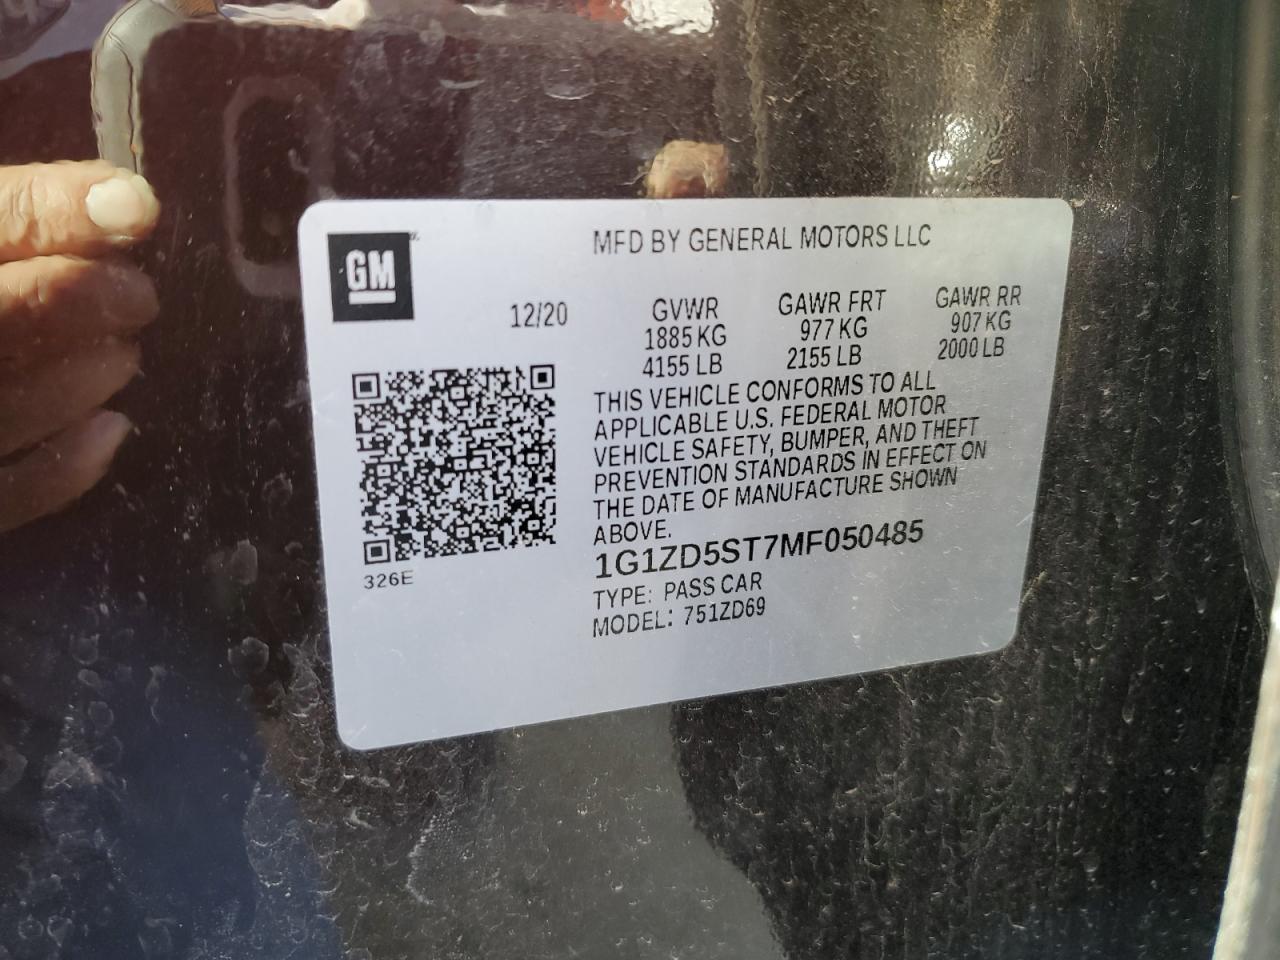 GM
MFD BY GENERAL MOTORS LLC
12/20 GVWR GAWR FRT GAWR RR
1885 KG 977 KG 907 KG
4155 LB 2155 LB 2000 LB
THIS VEHICLE CONFORMS TO ALL
APPLICABLE U.S. FEDERAL MOTOR
VEHICLE SAFETY, BUMPER, AND THEFT
PREVENTION STANDARDS IN EFFECT ON
THE DATE OF MANUFACTURE SHOWN
ABOVE.
1G1ZD5ST7MF050485
326E
TYPE: PASS CAR
MODEL: 751ZD69